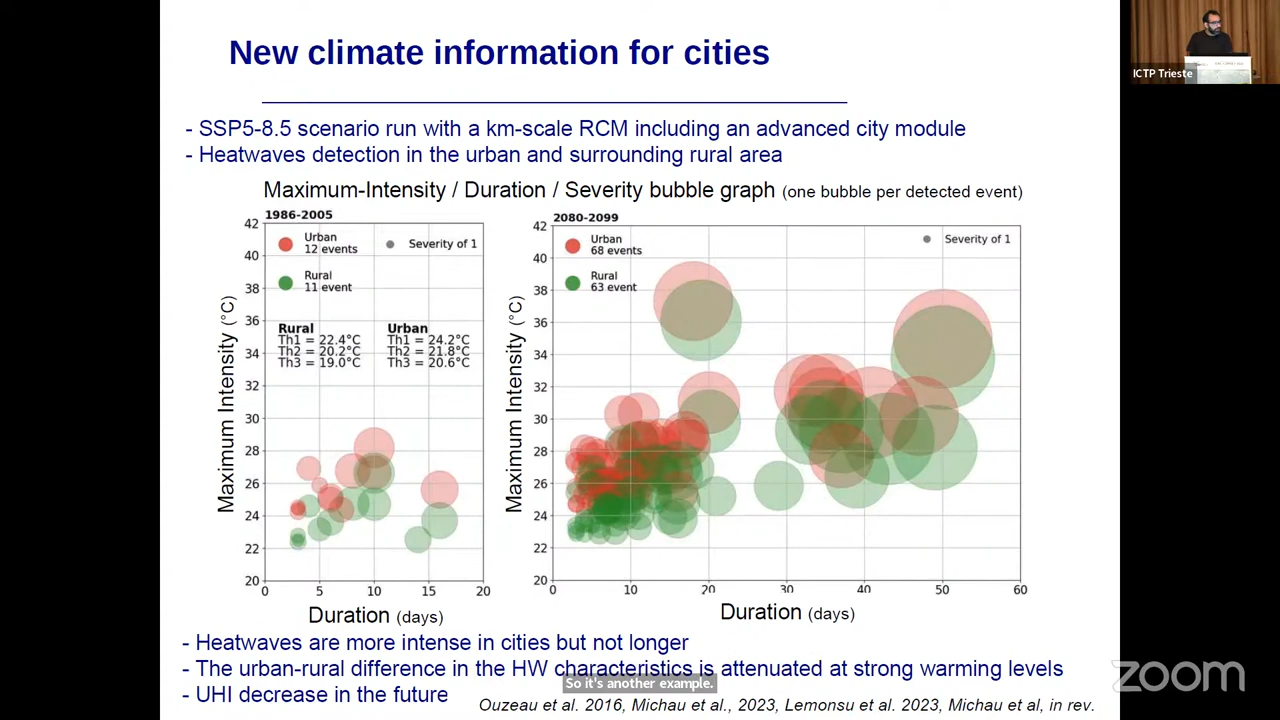 New climate information for cities
ICTP Trieste
- SSP5-8.5 scenario run with a km-scale RCM including an advanced city module
- Heatwaves detection in the urban and surrounding rural area
Maximum-Intensity / Duration / Severity bubble graph (one bubble per detected event)
1986-2005
Urban
12 events
Severity of 1
Rural
11 event
Rural
Th1 = 22.4°C
Th2 = 20.2°C
Th3 = 19.0°C
Urban
Th1 = 24.2°C
Th2 = 21.8°C
Th3 = 20.6°C
42
40
38
36
34
32
30
28
26
24
22
20
0 5 10 15 20
Maximum Intensity (°C)
Duration (days)
2080-2099
Urban
68 events
Severity of 1
Rural
63 event
42
40
38
36
34
32
30
28
26
24
22
20
0 10 20 30 40 50 60
Maximum Intensity (°C)
Duration (days)
- Heatwaves are more intense in cities but not longer
- The urban-rural difference in the HW characteristics is attenuated at strong warming levels
- UHI decrease in the future
So it's another example.
Ouzeau et al. 2016, Michau et al., 2023, Lemonsu et al. 2023, Michau et al, in rev.
zoom